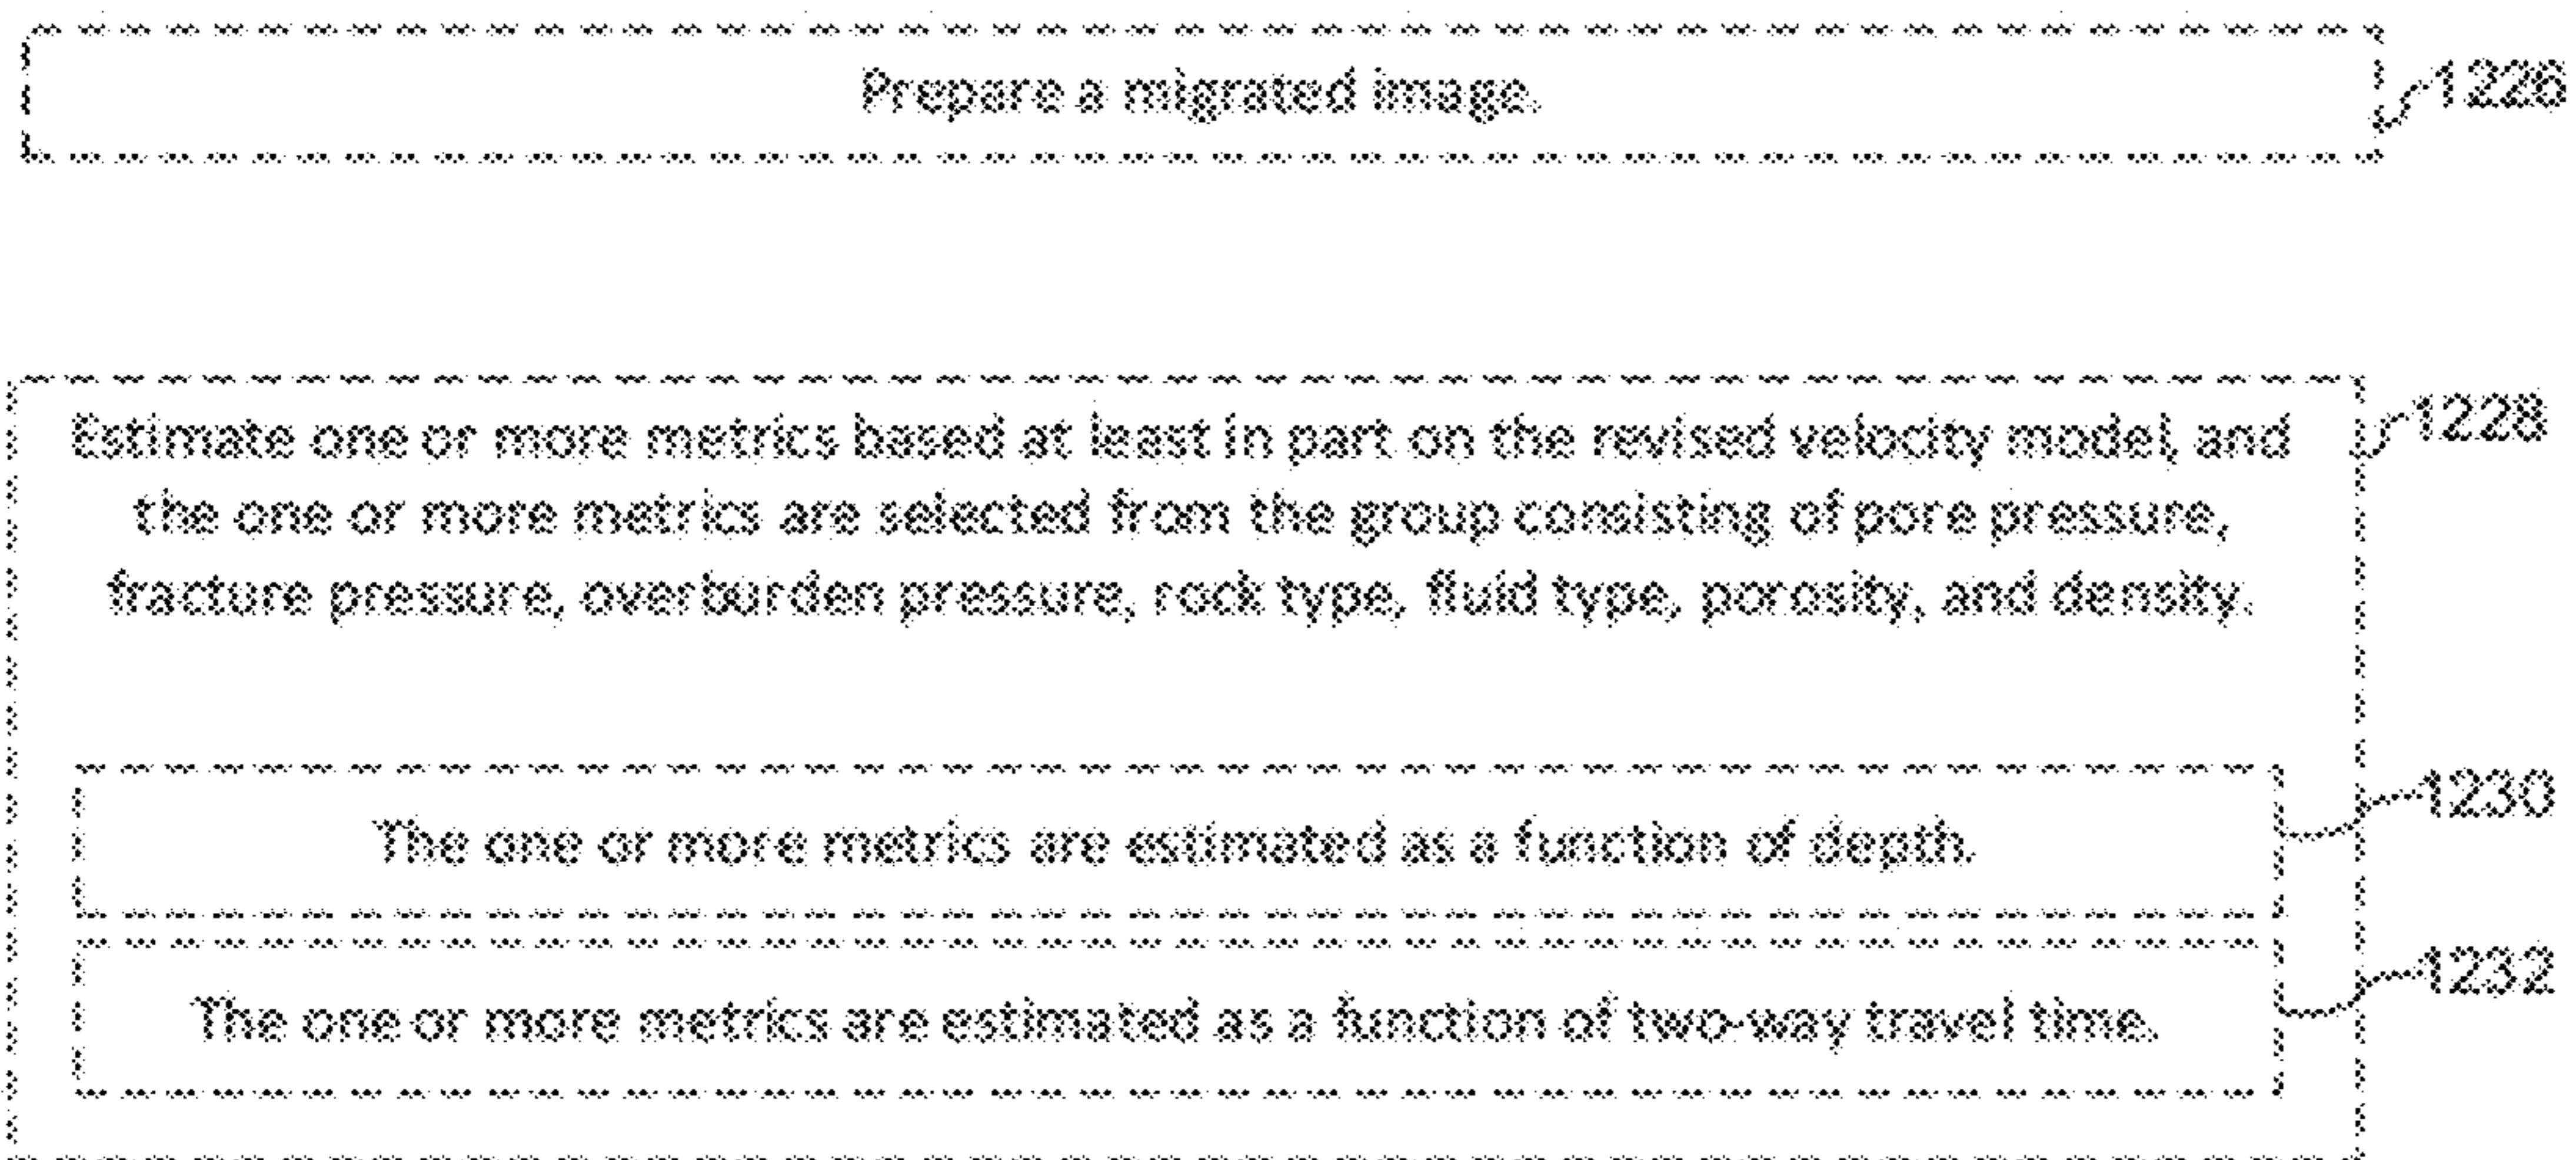 Prepare a migrated image.
1226
Estimate one or more metrics based at least in part on the revised velocity model, and
1228
the one or more metrics are selected from the group consisting of pore pressure,
fracture pressure, overburden pressure, rock type, fluid type, porosity, and density.
The one or more metrics are estimated as a function of depth.
1230
The one or more metrics are estimated as a function of two-way travel time.
1232